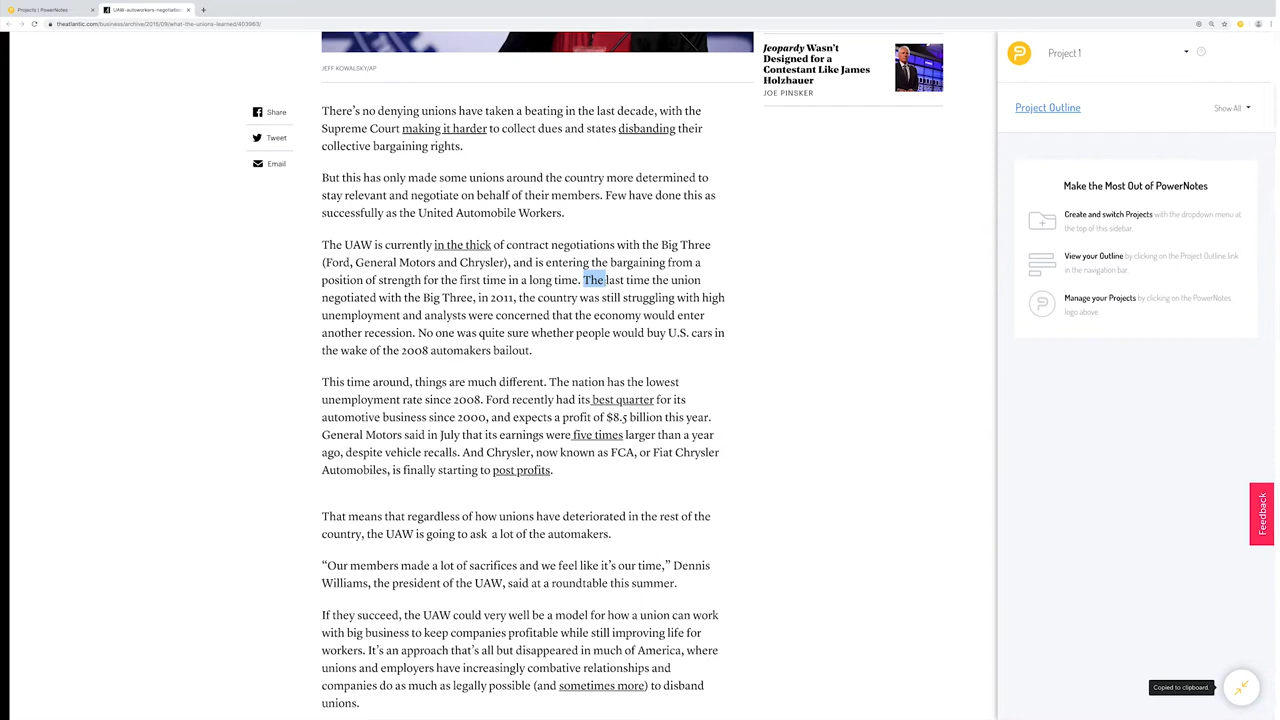 Projects | PowerNotes
UAW-autoworkers-negotiation
theatlantic.com/business/archive/2015/09/what-the-unions-learned/403963/
JEFF KOWALSKY/AP
Jeopardy Wasn't
Designed for a
Contestant Like James
Holzhauer
JOE PINSKER
Share
Tweet
Email
There's no denying unions have taken a beating in the last decade, with the
Supreme Court making it harder to collect dues and states disbanding their
collective bargaining rights.
But this has only made some unions around the country more determined to
stay relevant and negotiate on behalf of their members. Few have done this as
successfully as the United Automobile Workers.
The UAW is currently in the thick of contract negotiations with the Big Three
(Ford, General Motors and Chrysler), and is entering the bargaining from a
position of strength for the first time in a long time. The last time the union
negotiated with the Big Three, in 2011, the country was still struggling with high
unemployment and analysts were concerned that the economy would enter
another recession. No one was quite sure whether people would buy U.S. cars in
the wake of the 2008 automakers bailout.
This time around, things are much different. The nation has the lowest
unemployment rate since 2008. Ford recently had its best quarter for its
automotive business since 2000, and expects a profit of $8.5 billion this year.
General Motors said in July that its earnings were five times larger than a year
ago, despite vehicle recalls. And Chrysler, now known as FCA, or Fiat Chrysler
Automobiles, is finally starting to post profits.
That means that regardless of how unions have deteriorated in the rest of the
country, the UAW is going to ask a lot of the automakers.
“Our members made a lot of sacrifices and we feel like it's our time,” Dennis
Williams, the president of the UAW, said at a roundtable this summer.
If they succeed, the UAW could very well be a model for how a union can work
with big business to keep companies profitable while still improving life for
workers. It's an approach that's all but disappeared in much of America, where
unions and employers have increasingly combative relationships and
companies do as much as legally possible (and sometimes more) to disband
unions.
Project 1
Project Outline
Show All
Make the Most Out of PowerNotes
Create and switch Projects with the dropdown menu at
the top of this sidebar.
View your Outline by clicking on the Project Outline link
in the navigation bar.
Manage your Projects by clicking on the PowerNotes
logo above.
Feedback
Copied to clipboard.